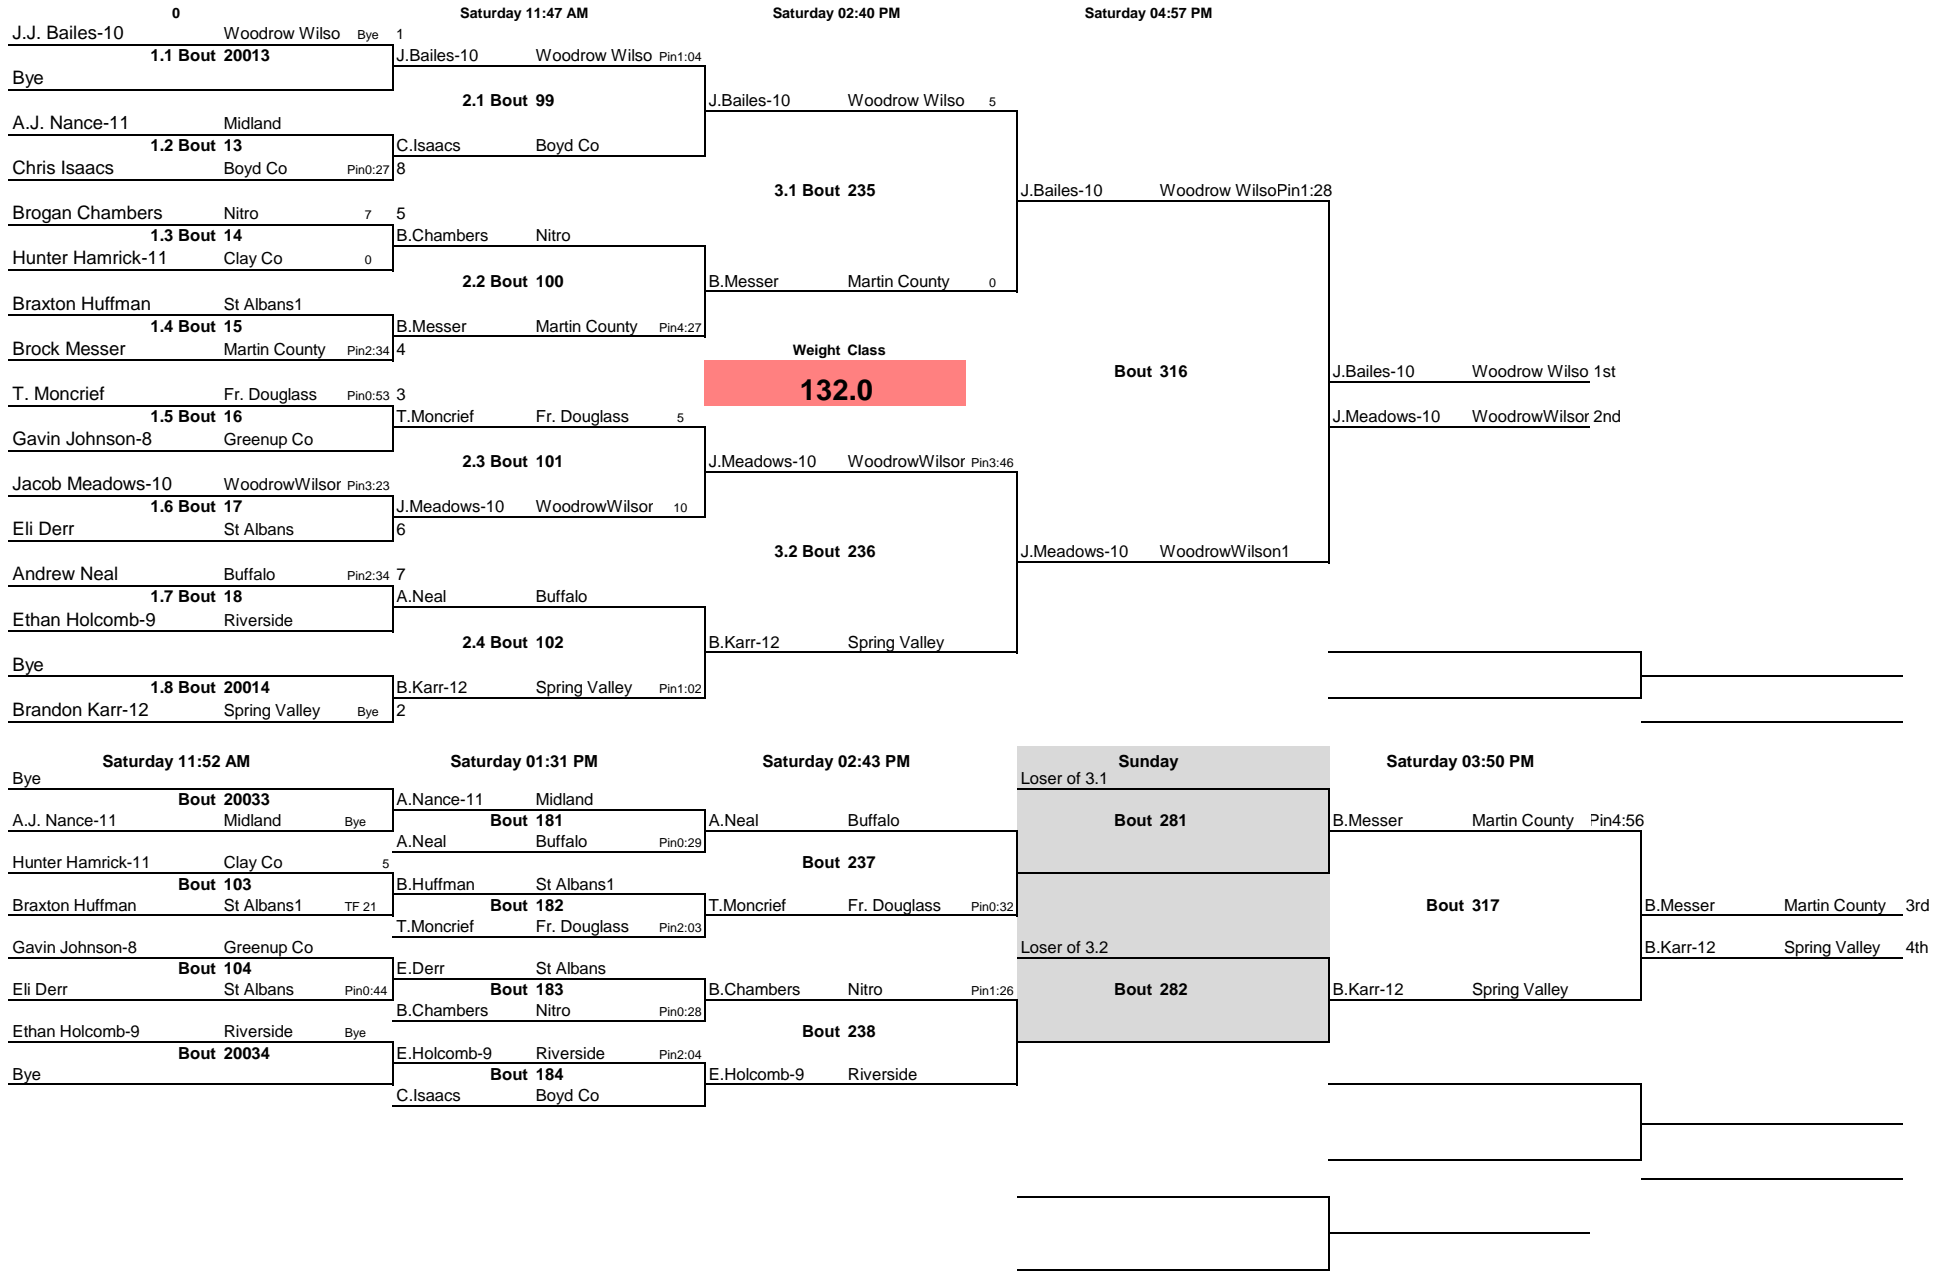 0 Saturday 11:47 AM Saturday 02:40 PM Saturday 04:57 PM
J.J. Bailes-10 Woodrow Wilso Bye 1
1.1 Bout 20013 J.Bailes-10 Woodrow Wilso Pin1:04
Bye
2.1 Bout 99 J.Bailes-10 Woodrow Wilso 5
A.J. Nance-11 Midland
1.2 Bout 13 C.Isaacs Boyd Co
Chris Isaacs Boyd Co Pin0:27 8
3.1 Bout 235 J.Bailes-10 Woodrow WilsoPin1:28
Brogan Chambers Nitro 7 5
1.3 Bout 14 B.Chambers Nitro
Hunter Hamrick-11 Clay Co 0
2.2 Bout 100 B.Messer Martin County 0
Braxton Huffman St Albans1
1.4 Bout 15 B.Messer Martin County Pin4:27
Brock Messer Martin County Pin2:34 4 Weight Class
Bout 316 J.Bailes-10 Woodrow Wilso 1st
T. Moncrief Fr. Douglass Pin0:53 3 132.0
1.5 Bout 16 T.Moncrief Fr. Douglass 5 J.Meadows-10 WoodrowWilsor 2nd
Gavin Johnson-8 Greenup Co
2.3 Bout 101 J.Meadows-10 WoodrowWilsor Pin3:46
Jacob Meadows-10 WoodrowWilsor Pin3:23
1.6 Bout 17 J.Meadows-10 WoodrowWilsor 10
Eli Derr St Albans 6
3.2 Bout 236 J.Meadows-10 WoodrowWilson1
Andrew Neal Buffalo Pin2:34 7
1.7 Bout 18 A.Neal Buffalo
Ethan Holcomb-9 Riverside
2.4 Bout 102 B.Karr-12 Spring Valley
Bye
1.8 Bout 20014 B.Karr-12 Spring Valley Pin1:02
Brandon Karr-12 Spring Valley Bye 2
Saturday 11:52 AM Saturday 01:31 PM Saturday 02:43 PM Sunday Saturday 03:50 PM
Bye Loser of 3.1
Bout 20033 A.Nance-11 Midland
A.J. Nance-11 Midland Bye Bout 181 A.Neal Buffalo Bout 281 B.Messer Martin County Pin4:56
A.Neal Buffalo Pin0:29
Hunter Hamrick-11 Clay Co 5 Bout 237
Bout 103 B.Huffman St Albans1
Braxton Huffman St Albans1 TF 21 Bout 182 T.Moncrief Fr. Douglass Pin0:32 Bout 317 B.Messer Martin County 3rd
T.Moncrief Fr. Douglass Pin2:03
Gavin Johnson-8 Greenup Co Loser of 3.2 B.Karr-12 Spring Valley 4th
Bout 104 E.Derr St Albans
Eli Derr St Albans Pin0:44 Bout 183 B.Chambers Nitro Pin1:26 Bout 282 B.Karr-12 Spring Valley
B.Chambers Nitro Pin0:28
Ethan Holcomb-9 Riverside Bye Bout 238
Bout 20034 E.Holcomb-9 Riverside Pin2:04
Bye Bout 184 E.Holcomb-9 Riverside
C.Isaacs Boyd Co